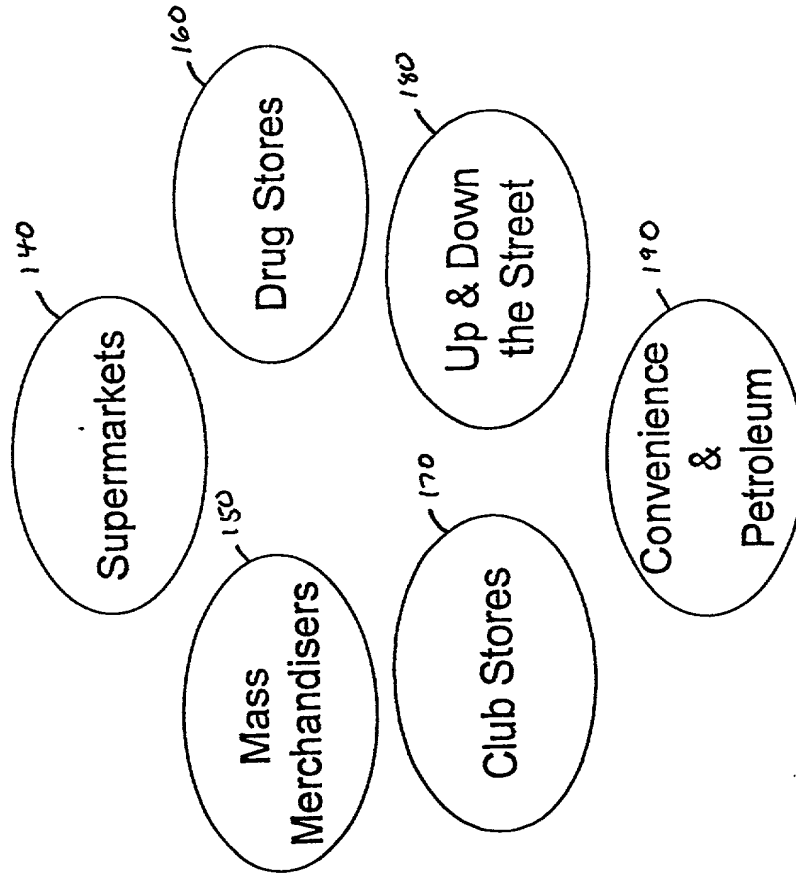 140
Supermarkets
150
Mass
Merchandisers
160
Drug Stores
170
Club Stores
180
Up & Down
the Street
190
Convenience
&
Petroleum